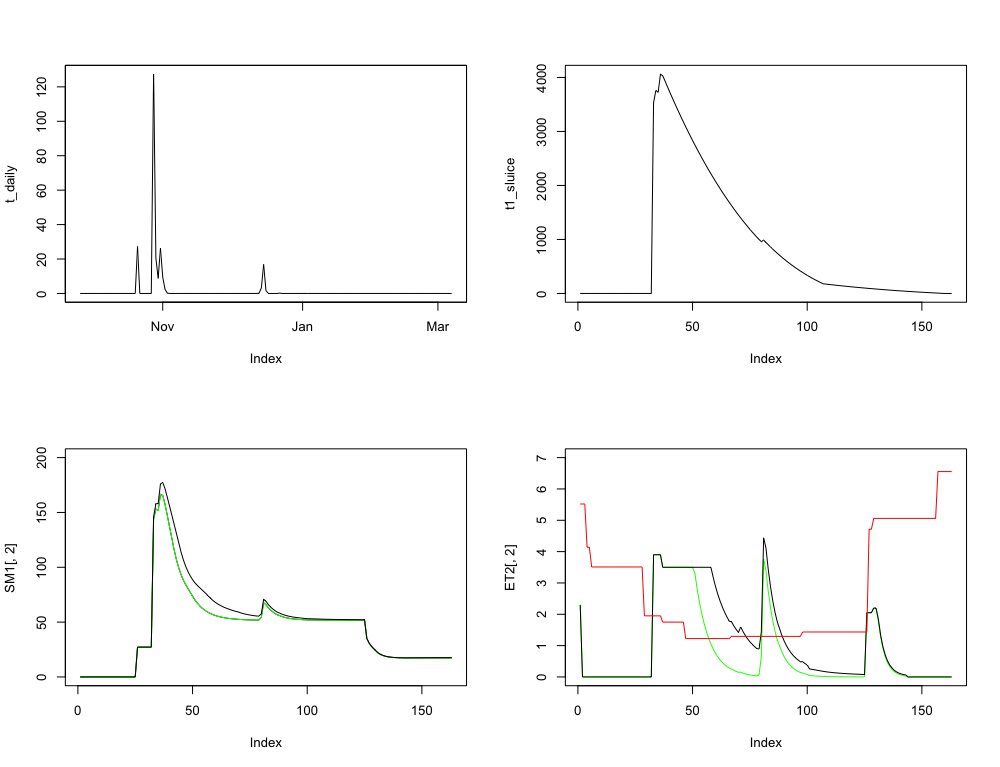 t_daily
0 20 40 60 80 100 120
Nov Jan Mar
Index
t1_sluice
0 1000 2000 3000 4000
0 50 100 150
Index
SM1[, 2]
0 50 100 150 200
0 50 100 150
Index
ET2[, 2]
0 1 2 3 4 5 6 7
0 50 100 150
Index